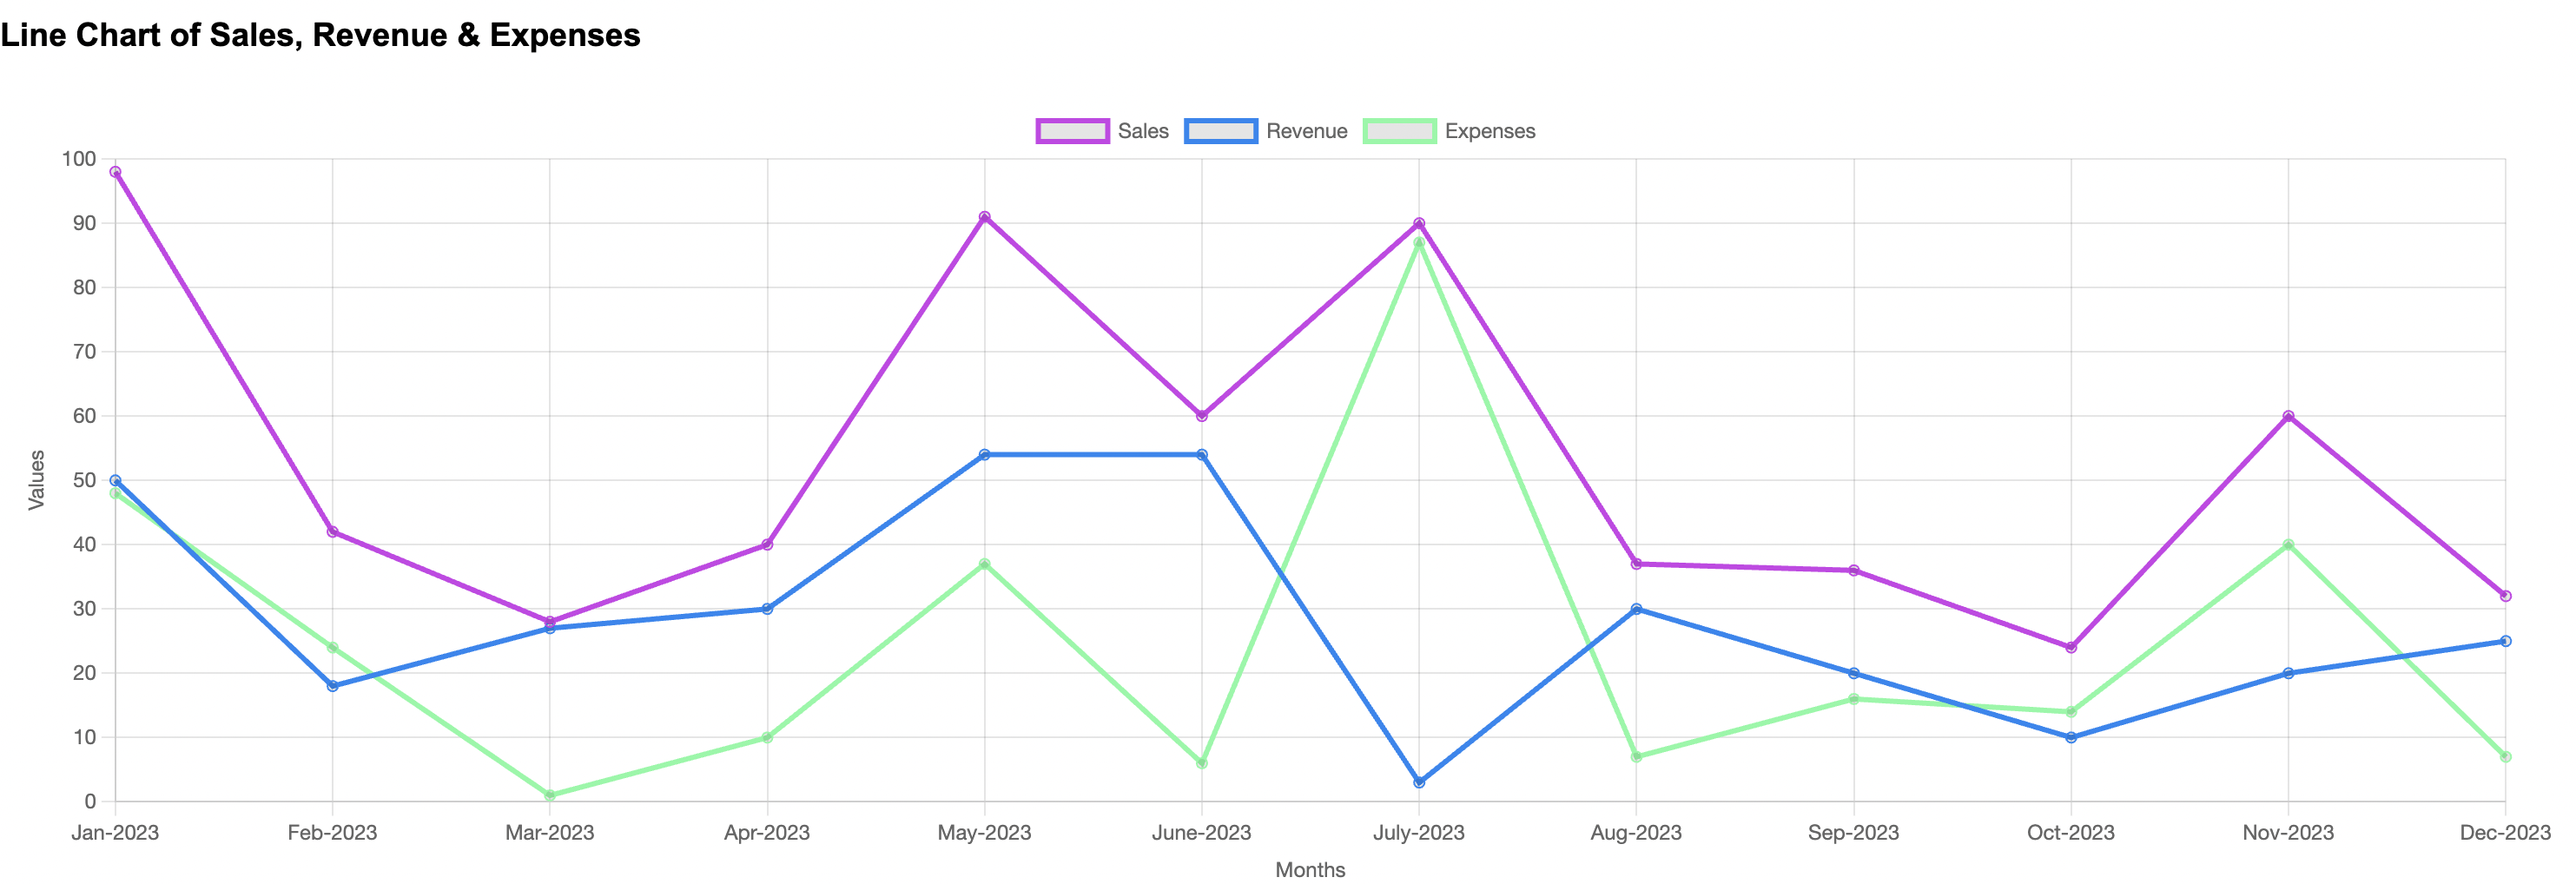 Line Chart of Sales, Revenue & Expenses
Sales Revenue Expenses
100
90
80
70
60
50
40
30
20
10
0
Values
Jan-2023 Feb-2023 Mar-2023 Apr-2023 May-2023 June-2023 July-2023 Aug-2023 Sep-2023 Oct-2023 Nov-2023 Dec-2023
Months